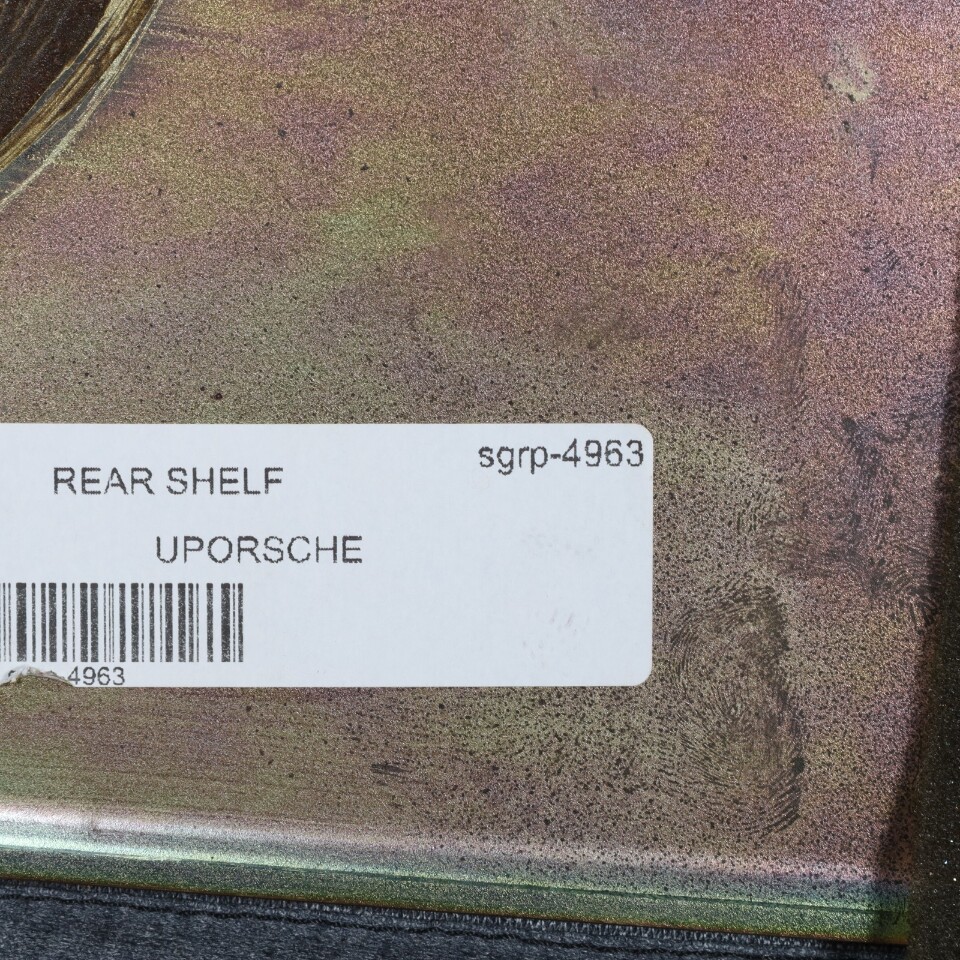 sgrp-4963
REAR SHELF
UPORSCHE
4963